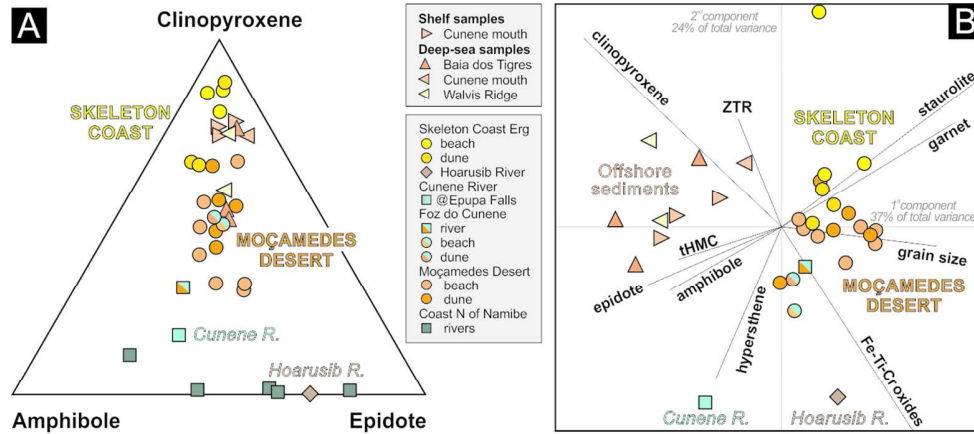 A
Clinopyroxene
SKELETON
COAST
MOÇAMEDES
DESERT
Cunene R.
Hoarusib R.
Amphibole
Epidote
Shelf samples
Cunene mouth
Deep-sea samples
Baia dos Tigres
Cunene mouth
Walvis Ridge
Skeleton Coast Erg
beach
dune
Hoarusib River
Cunene River
@Epupa Falls
Foz do Cunene
river
beach
dune
Moçamedes Desert
beach
dune
Coast N of Namibe
rivers
B
2st component
24% of total variance
clinopyroxene
ZTR
SKELETON
COAST
staurolite
garnet
Offshore
sediments
1st component
37% of total variance
tHMC
grain size
epidote
amphibole
MOÇAMEDES
DESERT
hypersthene
Fe-Ti-Cr oxides
Cunene R.
Hoarusib R.